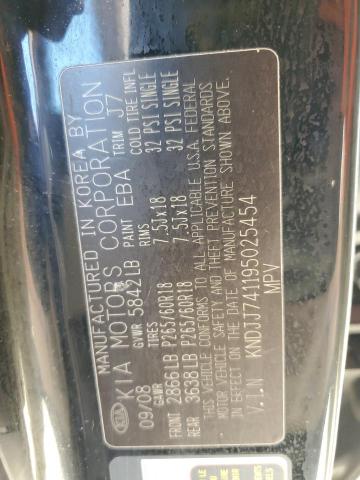 MANUFACTURED IN KOREA BY
KIA MOTORS CORPORATION
KIA
09/08 GVWR 5842LB PAINT EBA TRIM J7
GAWR TIRES RIMS COLD TIRE INFL
FRONT 2866LB P265/60R18 7.5Jx18 32 PSI SINGLE
REAR 3638LB P265/60R18 7.5Jx18 32 PSI SINGLE
THIS VEHICLE CONFORMS TO ALL APPLICABLE U.S.A. FEDERAL
MOTOR VEHICLE SAFETY AND THEFT PREVENTION STANDARDS
IN EFFECT ON THE DATE OF MANUFACTURE SHOWN ABOVE.
V.I.N KNDJJ741195025454
MPV